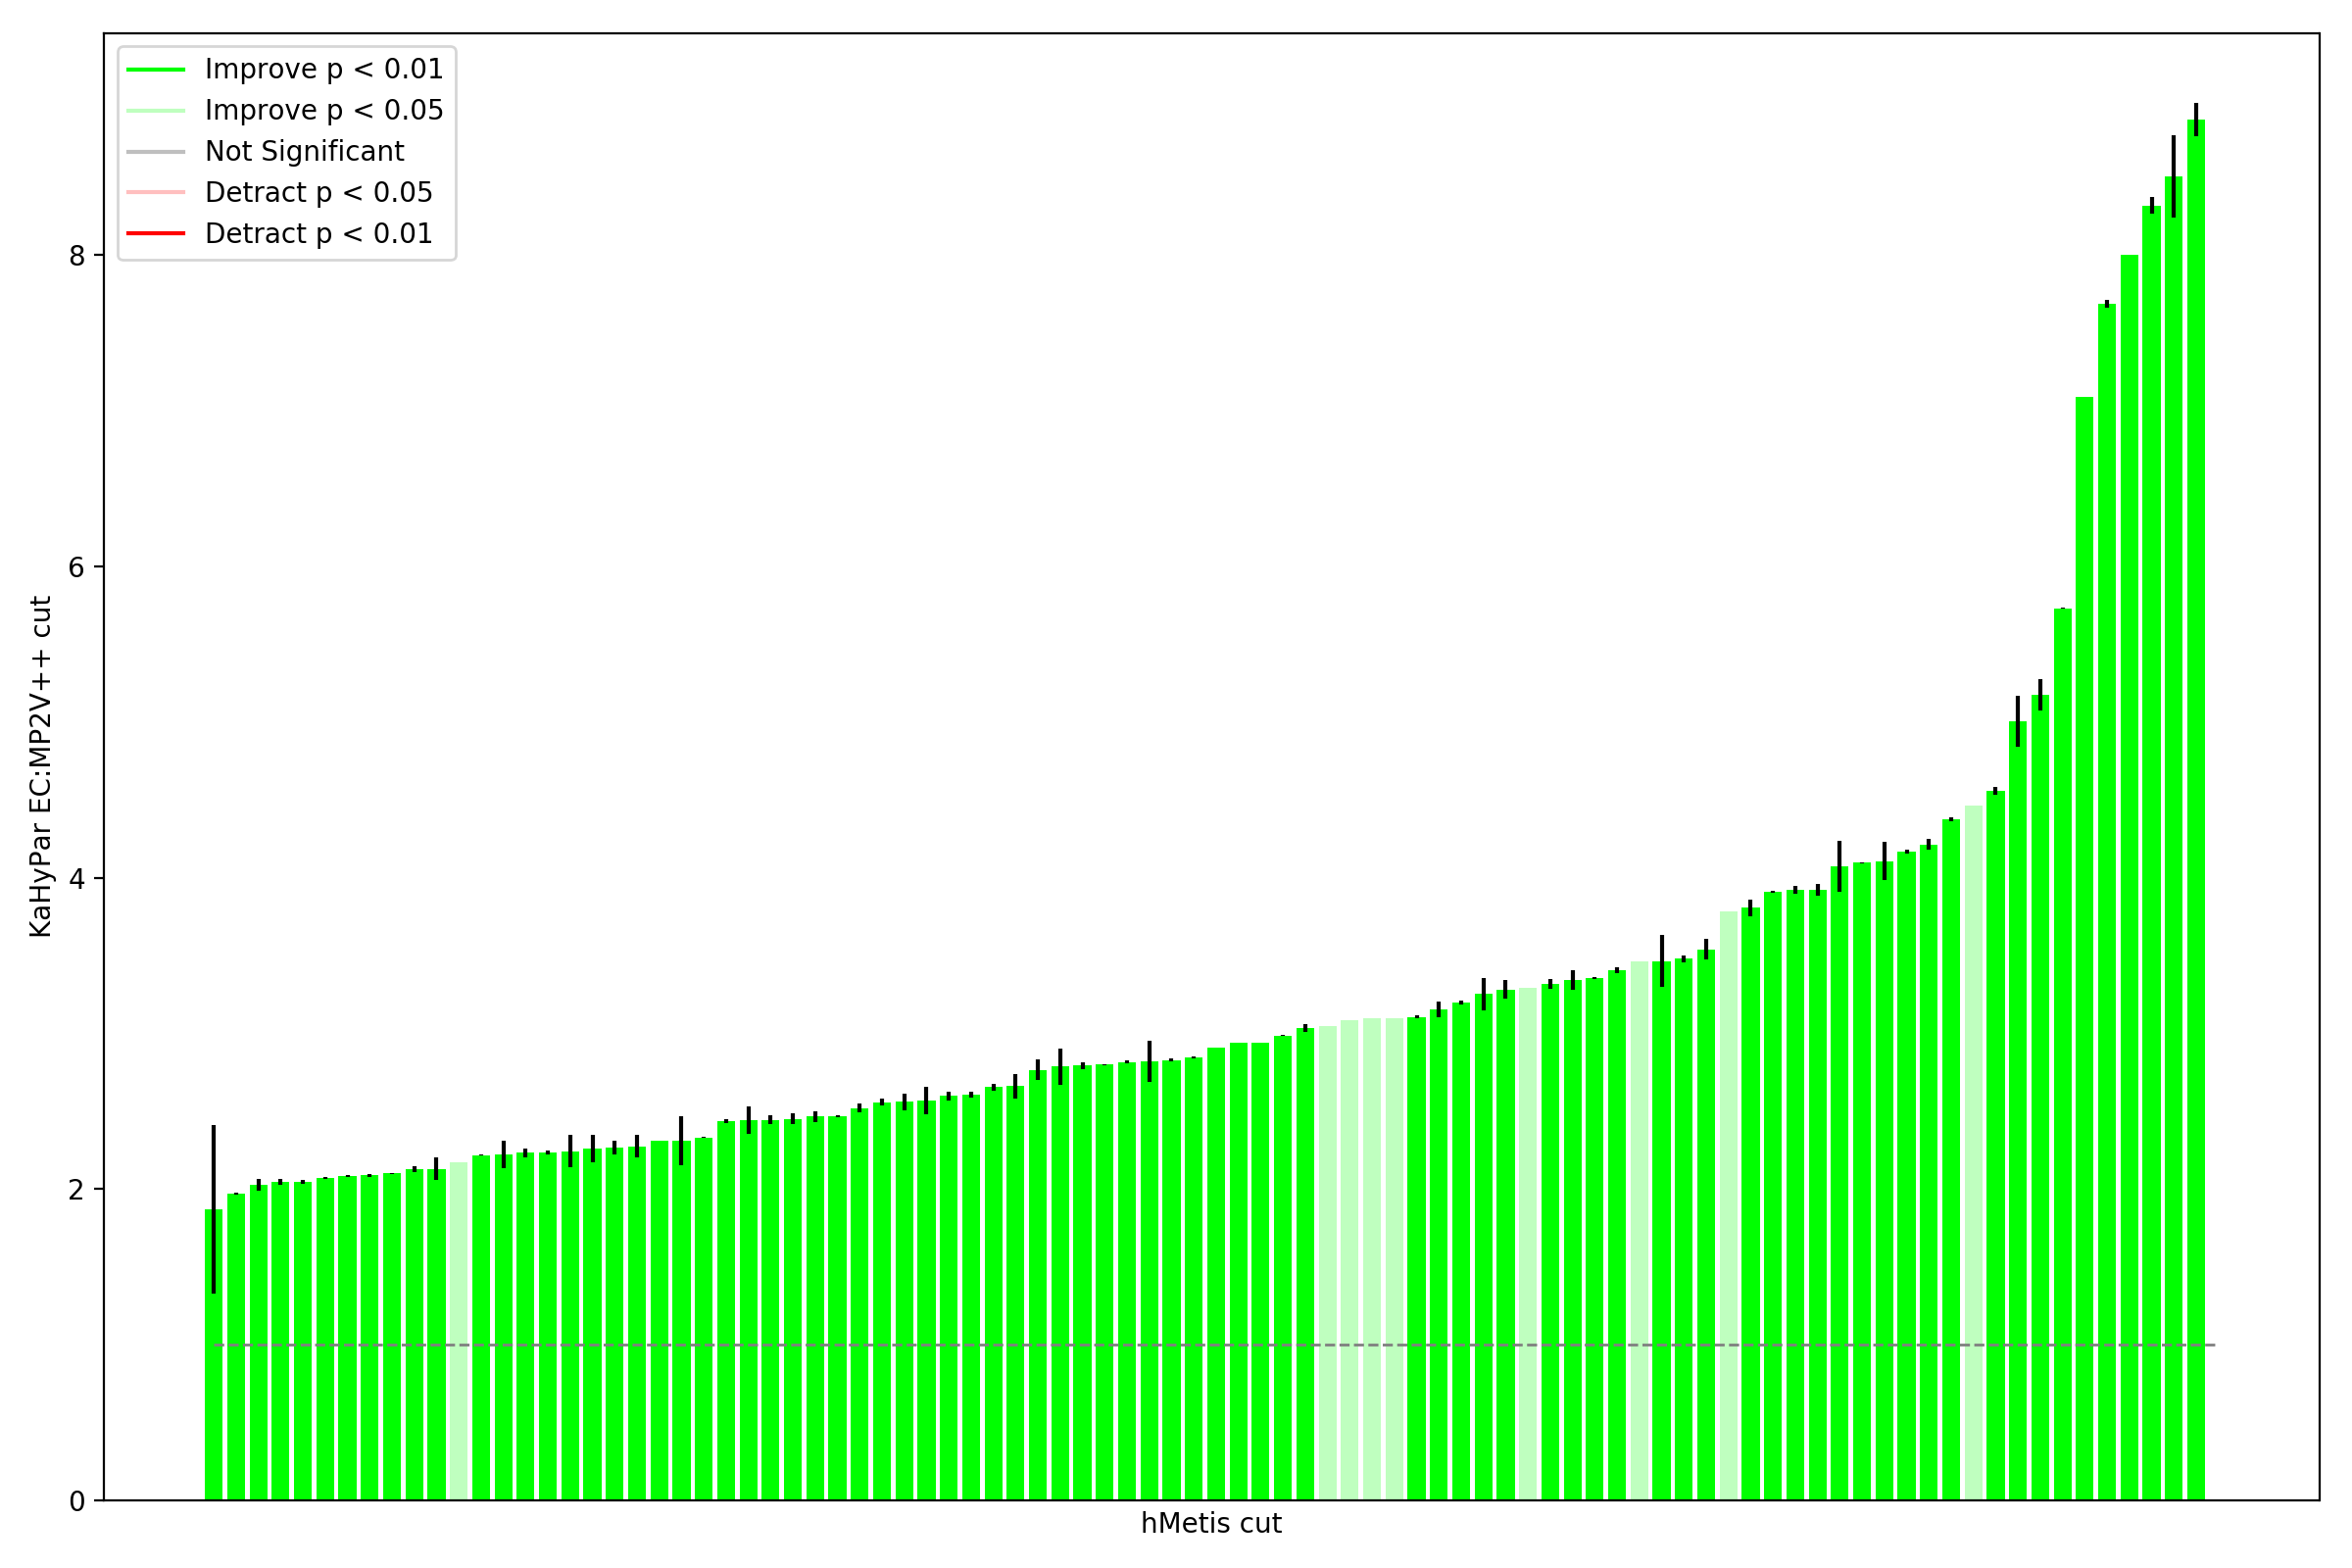 Improve p < 0.01
Improve p < 0.05
Not Significant
Detract p < 0.05
Detract p < 0.01
8
6
4
2
0
KaHyPar EC:MP2V++ cut
hMetis cut